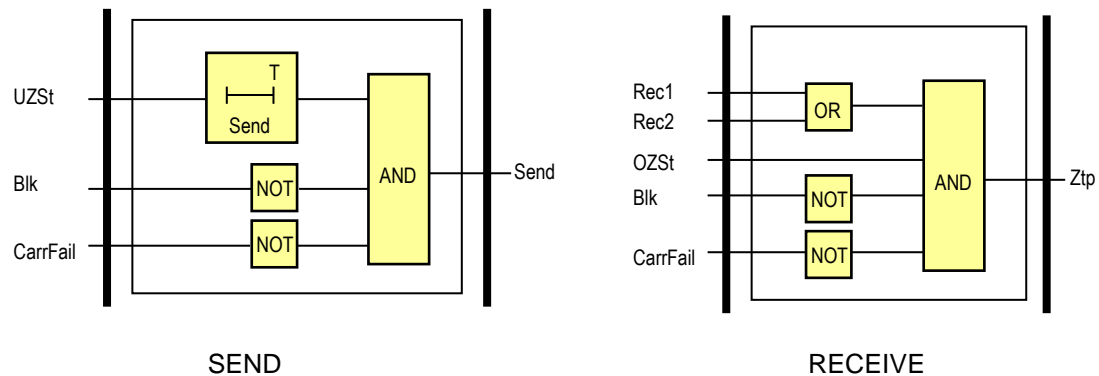 T
UZSt
Send
Blk
NOT
AND
Send
CarrFail
NOT
SEND
Rec1
Rec2
OR
OZSt
Blk
NOT
AND
Ztp
CarrFail
NOT
RECEIVE